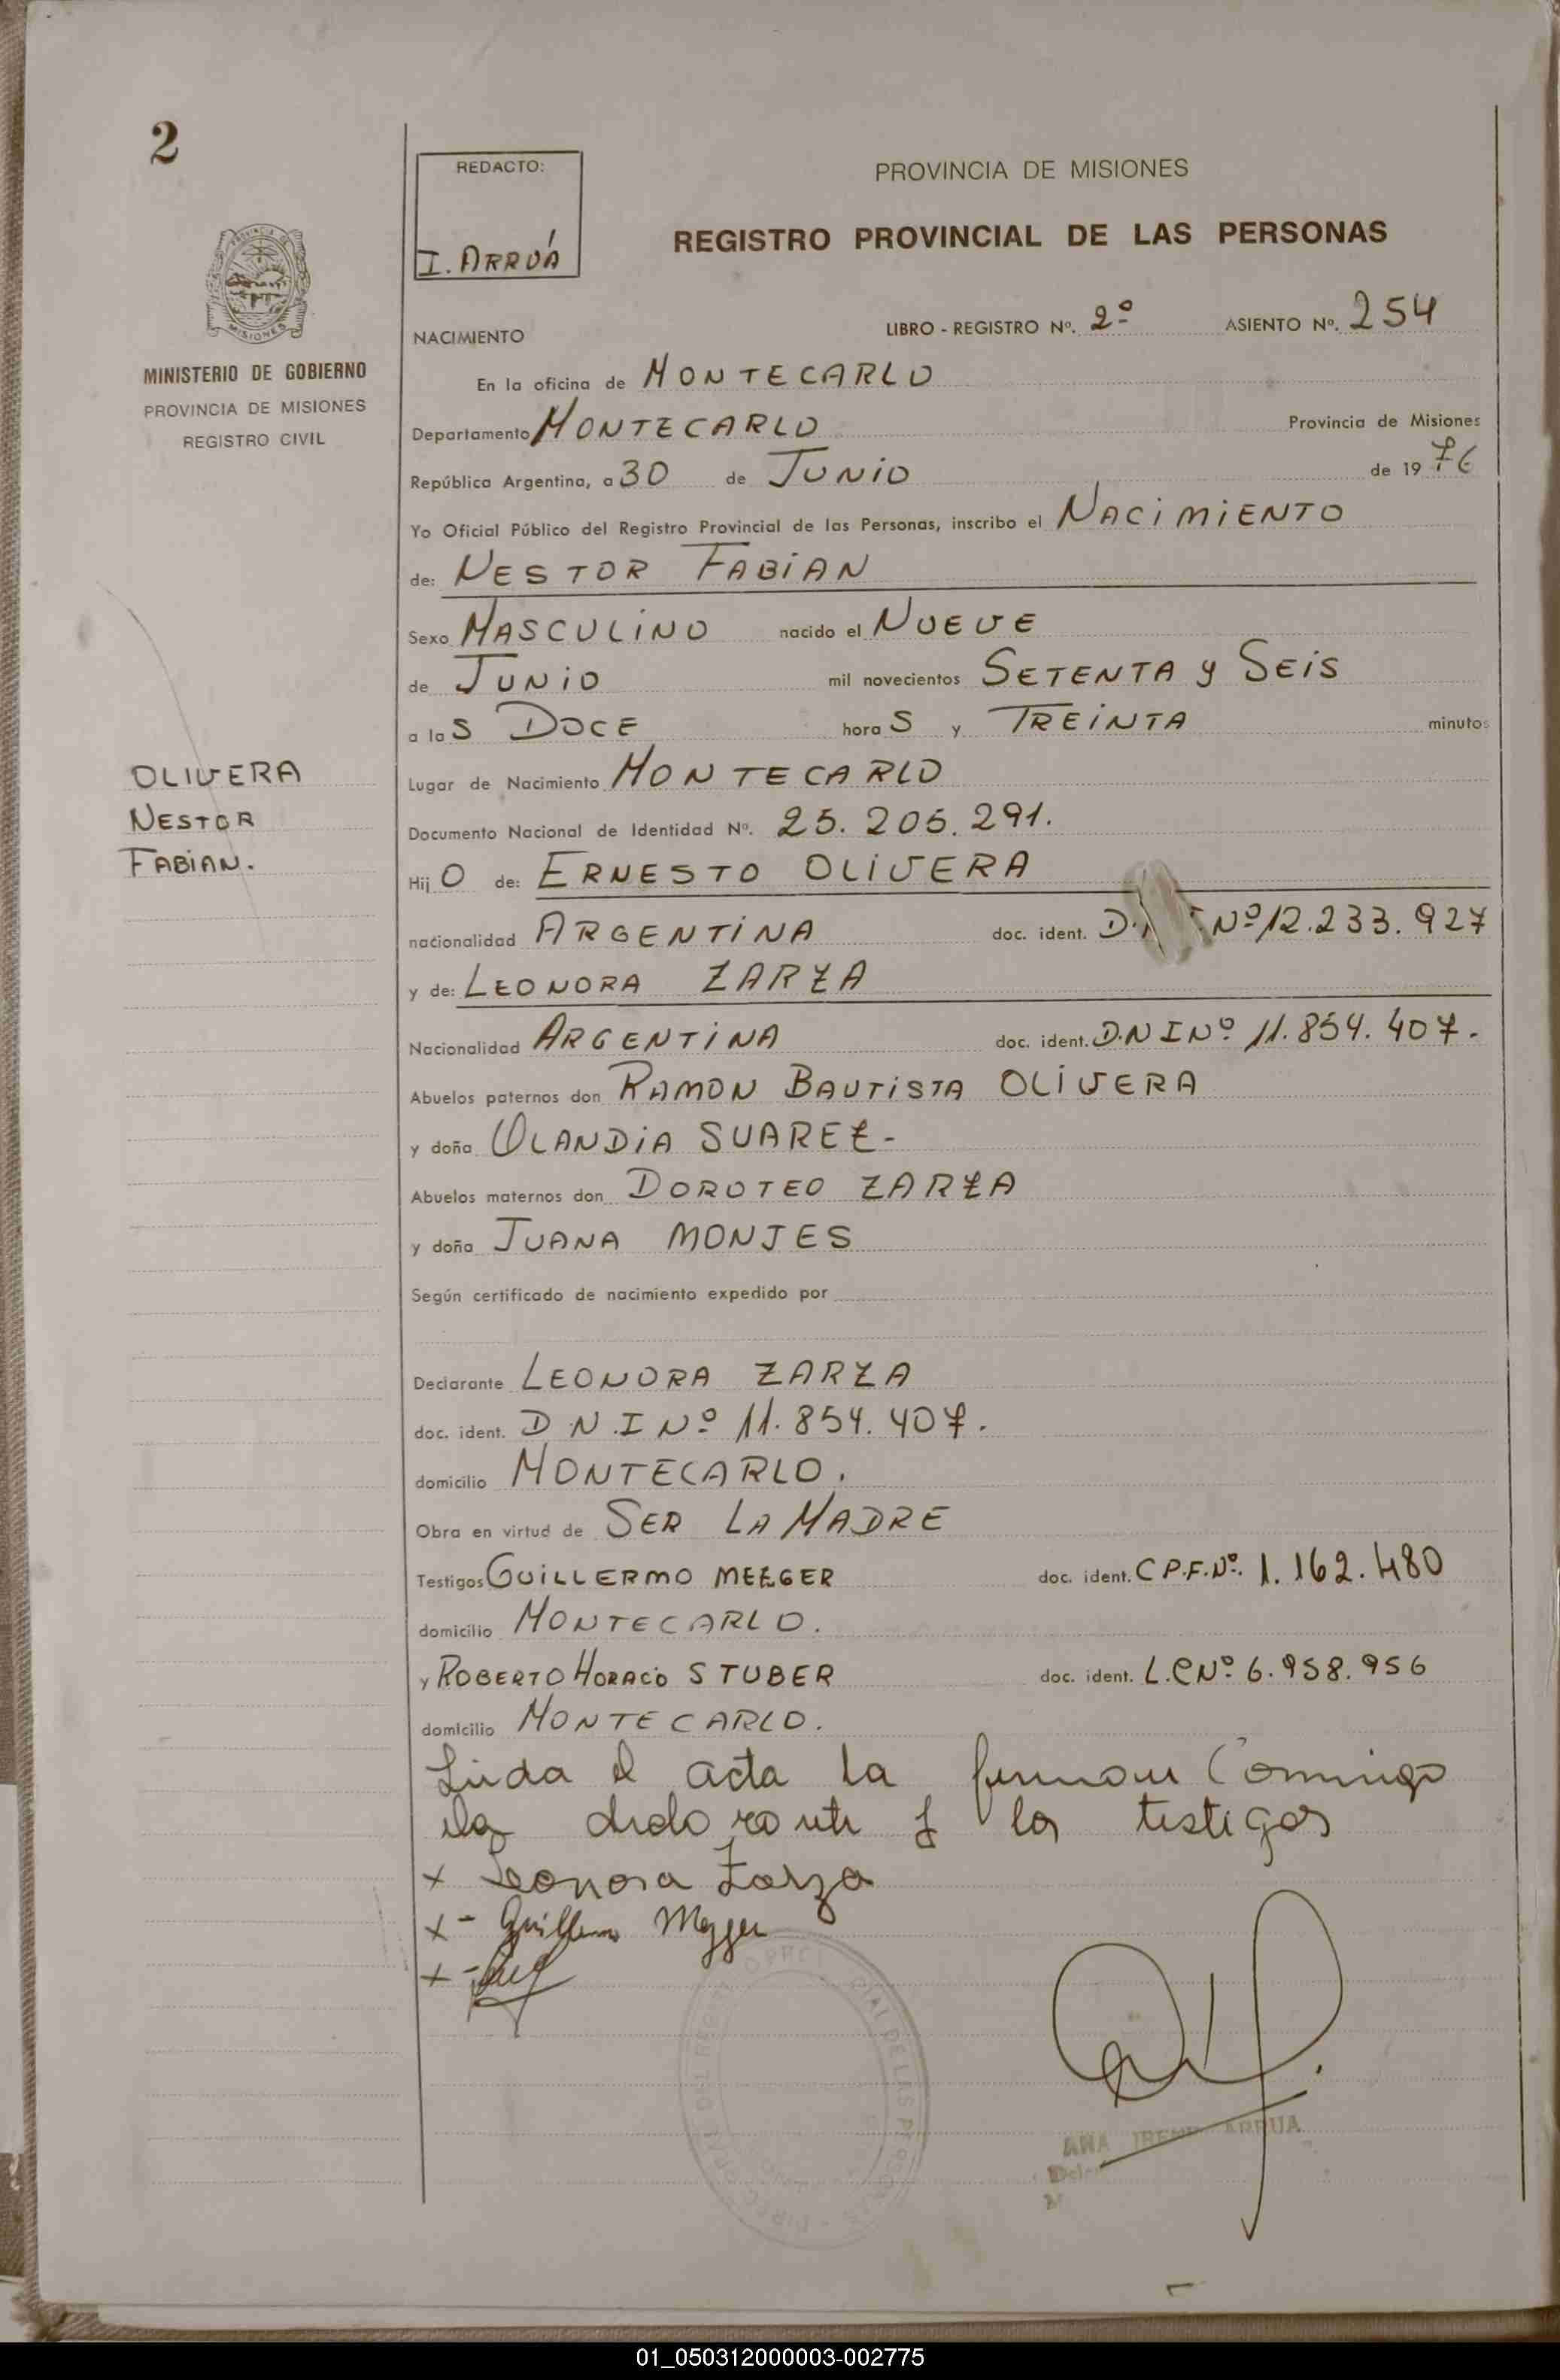 2
REDACTO:
I. ARRUÁ
PROVINCIA DE MISIONES
REGISTRO PROVINCIAL DE LAS PERSONAS
MISIONES
MINISTERIO DE GOBIERNO
PROVINCIA DE MISIONES
REGISTRO CIVIL
NACIMIENTO LIBRO - REGISTRO Nº. 2º ASIENTO Nº. 254
En la oficina de MONTECARLO
Departamento MONTECARLO Provincia de Misiones
República Argentina, a 30 de JUNIO de 1976
Yo Oficial Público del Registro Provincial de las Personas, inscribo el NACIMIENTO
de: NESTOR FABIAN
Sexo MASCULINO nacido el NUEVE
de JUNIO mil novecientos SETENTA y SEIS
a las DOCE horas y TREINTA minutos
OLIVERA
NESTOR
FABIAN.
Lugar de Nacimiento MONTECARLO
Documento Nacional de Identidad Nº. 25.205.291.
Hijo de: ERNESTO OLIVERA
nacionalidad ARGENTINA doc. ident. D. Nº 12.233.927
y de: LEONORA ZARZA
Nacionalidad ARGENTINA doc. ident. D.N I Nº 11.854.407.
Abuelos paternos don RAMON BAUTISTA OLIVERA
y doña OLANDIA SUAREZ-
Abuelos maternos don DOROTEO ZARZA
y doña JUANA MONJES
Según certificado de nacimiento expedido por
Declarante LEONORA ZARZA
doc. ident. D.N.I Nº 11.854.407.
domicilio MONTECARLO.
Obra en virtud de SER LA MADRE
Testigos GUILLERMO MEZGER doc. ident. C P.F.Nº. 1.162.480
domicilio MONTECARLO.
y ROBERTO HORACIO STUBER doc. ident. L.E Nº 6.958.956
domicilio MONTECARLO.
Leida el acta la firman Conmigo
la declarante y los testigos
x Leonora Zarza
x- Guillermo Mezger
x-
ANA IRENE ARRUA
01_050312000003-002775